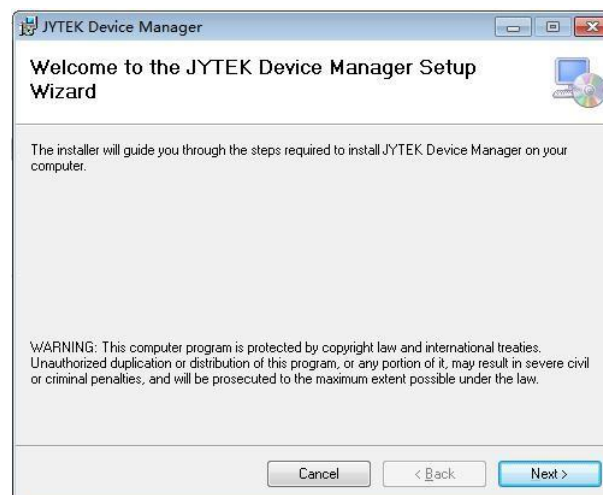 JYTEK Device Manager
Welcome to the JYTEK Device Manager Setup
Wizard
The installer will guide you through the steps required to install JYTEK Device Manager on your
computer.
WARNING: This computer program is protected by copyright law and international treaties.
Unauthorized duplication or distribution of this program, or any portion of it, may result in severe civil
or criminal penalties, and will be prosecuted to the maximum extent possible under the law.
Cancel < Back Next >